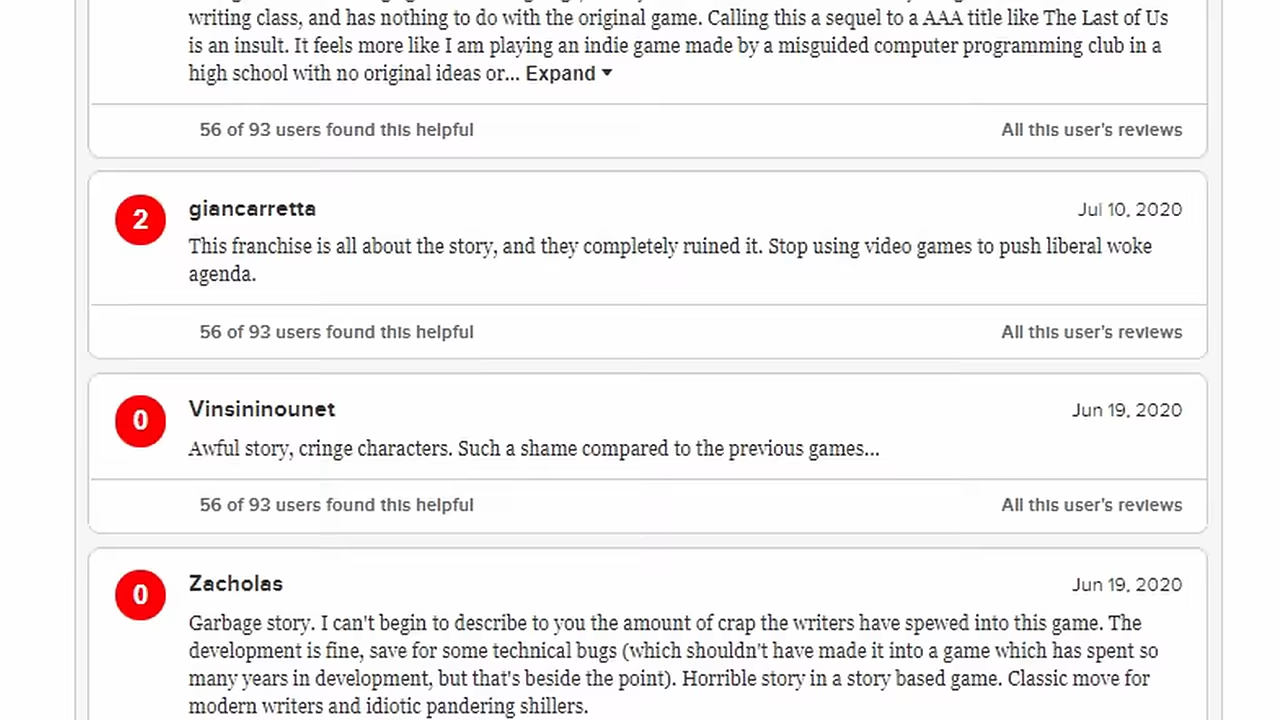 writing class, and has nothing to do with the original game. Calling this a sequel to a AAA title like The Last of Us
is an insult. It feels more like I am playing an indie game made by a misguided computer programming club in a
high school with no original ideas or... Expand
56 of 93 users found this helpful All this user's reviews
2 giancarretta Jul 10, 2020
This franchise is all about the story, and they completely ruined it. Stop using video games to push liberal woke
agenda.
56 of 93 users found this helpful All this user's reviews
0 Vinsininounet Jun 19, 2020
Awful story, cringe characters. Such a shame compared to the previous games...
56 of 93 users found this helpful All this user's reviews
0 Zacholas Jun 19, 2020
Garbage story. I can't begin to describe to you the amount of crap the writers have spewed into this game. The
development is fine, save for some technical bugs (which shouldn't have made it into a game which has spent so
many years in development, but that's beside the point). Horrible story in a story based game. Classic move for
modern writers and idiotic pandering shillers.